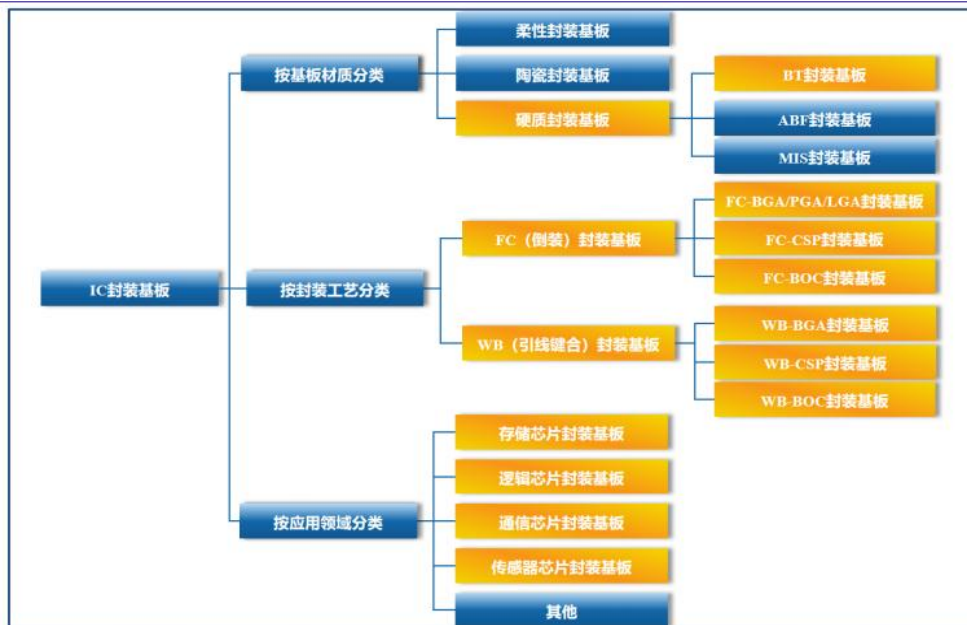 IC封装基板
按基板材质分类
柔性封装基板
陶瓷封装基板
硬质封装基板
BT封装基板
ABF封装基板
MIS封装基板
按封装工艺分类
FC（倒装）封装基板
FC-BGA/PGA/LGA封装基板
FC-CSP封装基板
FC-BOC封装基板
WB（引线键合）封装基板
WB-BGA封装基板
WB-CSP封装基板
WB-BOC封装基板
按应用领域分类
存储芯片封装基板
逻辑芯片封装基板
通信芯片封装基板
传感器芯片封装基板
其他